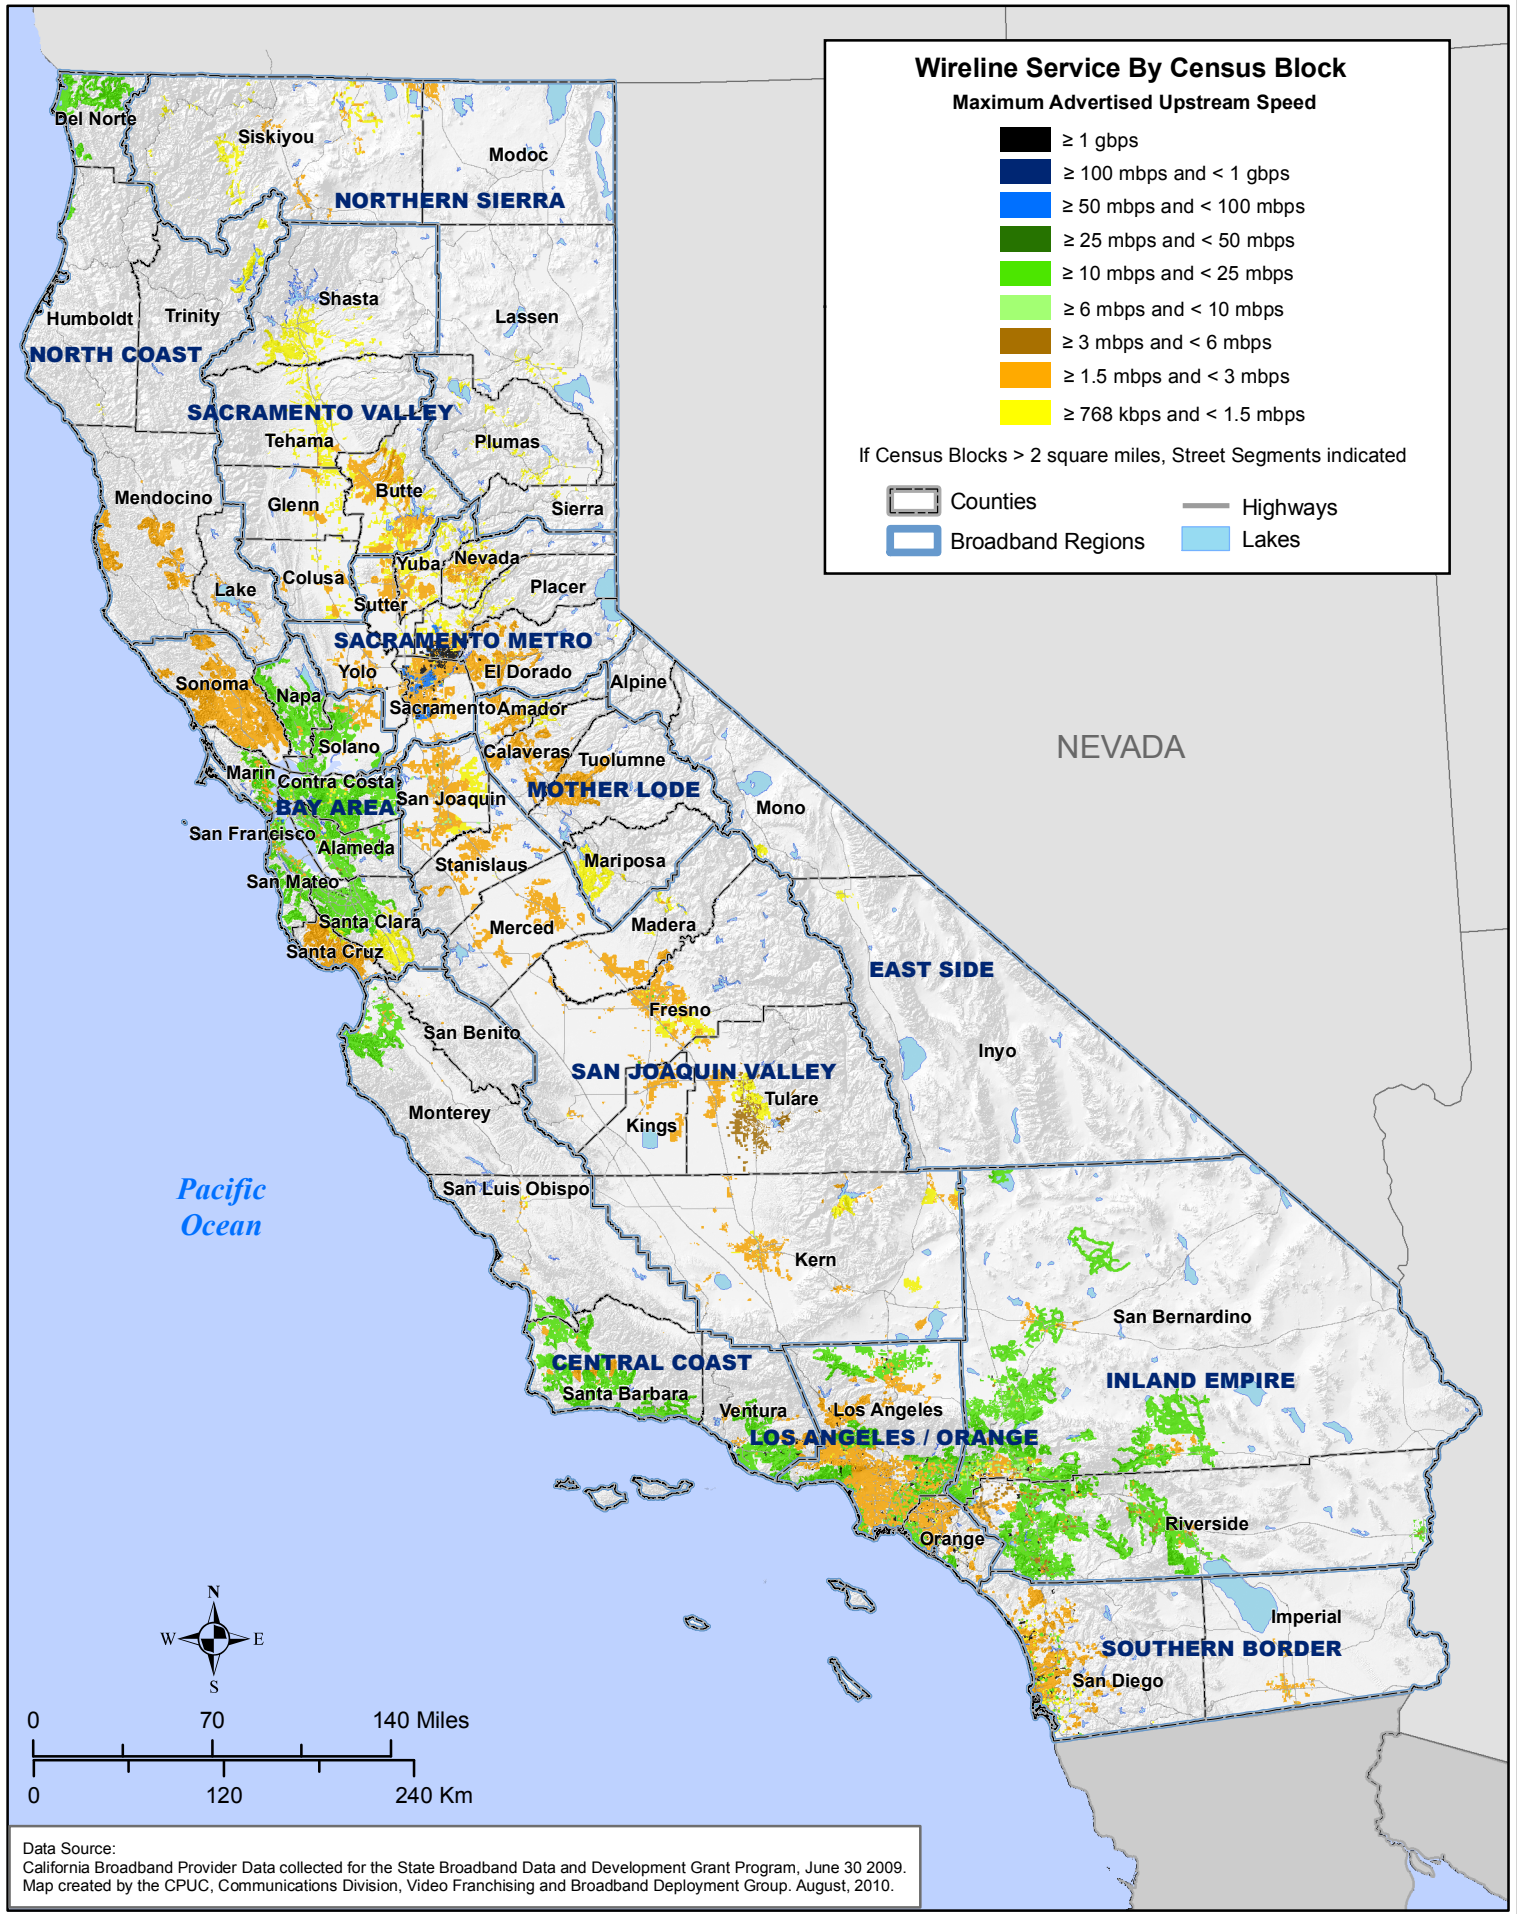 Wireline Service By Census Block
Maximum Advertised Upstream Speed
≥ 1 gbps
≥ 100 mbps and < 1 gbps
≥ 50 mbps and < 100 mbps
≥ 25 mbps and < 50 mbps
≥ 10 mbps and < 25 mbps
≥ 6 mbps and < 10 mbps
≥ 3 mbps and < 6 mbps
≥ 1.5 mbps and < 3 mbps
≥ 768 kbps and < 1.5 mbps
If Census Blocks > 2 square miles, Street Segments indicated
Counties
Highways
Broadband Regions
Lakes
Del Norte
Siskiyou
Modoc
NORTHERN SIERRA
Shasta
Humboldt
Trinity
Lassen
NORTH COAST
SACRAMENTO VALLEY
Tehama
Plumas
Mendocino
Glenn
Butte
Sierra
Colusa
Yuba
Nevada
Lake
Sutter
Placer
SACRAMENTO METRO
Yolo
El Dorado
Sonoma
Napa
Alpine
Sacramento
Amador
Solano
Calaveras
Tuolumne
NEVADA
Marin
Contra Costa
MOTHER LODE
BAY AREA
San Joaquin
Mono
San Francisco
Alameda
Stanislaus
Mariposa
San Mateo
Santa Clara
Merced
Madera
Santa Cruz
EAST SIDE
Fresno
San Benito
Inyo
SAN JOAQUIN VALLEY
Tulare
Monterey
Kings
Pacific
Ocean
San Luis Obispo
Kern
San Bernardino
CENTRAL COAST
INLAND EMPIRE
Santa Barbara
Ventura
Los Angeles
LOS ANGELES / ORANGE
Riverside
Orange
Imperial
SOUTHERN BORDER
San Diego
N
W
E
S
0
70
140 Miles
0
120
240 Km
Data Source:
California Broadband Provider Data collected for the State Broadband Data and Development Grant Program, June 30 2009.
Map created by the CPUC, Communications Division, Video Franchising and Broadband Deployment Group. August, 2010.